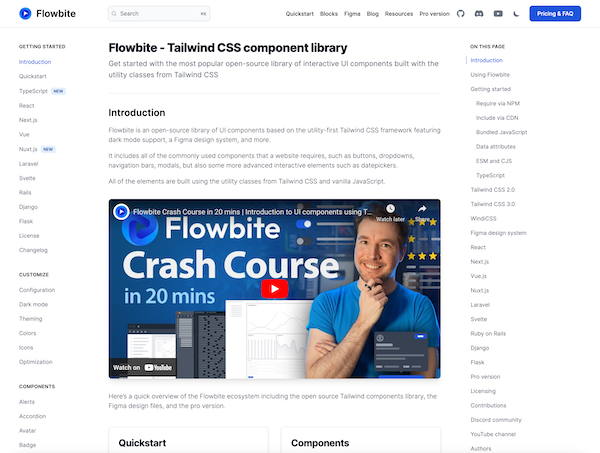 Flowbite
Search
⌘K
Quickstart Blocks Figma Blog Resources Pro version
Pricing & FAQ
GETTING STARTED
Introduction
Quickstart
TypeScript NEW
React
Next.js
Vue
Nuxt.js NEW
Laravel
Svelte
Rails
Django
Flask
License
Changelog
CUSTOMIZE
Configuration
Dark mode
Theming
Colors
Icons
Optimization
COMPONENTS
Alerts
Accordion
Avatar
Badge
Flowbite - Tailwind CSS component library
Get started with the most popular open-source library of interactive UI components built with the
utility classes from Tailwind CSS
Introduction
Flowbite is an open-source library of UI components based on the utility-first Tailwind CSS framework featuring
dark mode support, a Figma design system, and more.
It includes all of the commonly used components that a website requires, such as buttons, dropdowns,
navigation bars, modals, but also some more advanced interactive elements such as datepickers.
All of the elements are built using the utility classes from Tailwind CSS and vanilla JavaScript.
Flowbite Crash Course in 20 mins | Introduction to UI components using T...
Watch later
Share
Flowbite
Crash Course
in 20 mins
Watch on YouTube
Here's a quick overview of the Flowbite ecosystem including the open source Tailwind components library, the
Figma design files, and the pro version.
Quickstart
Components
ON THIS PAGE
Introduction
Using Flowbite
Getting started
Require via NPM
Include via CDN
Bundled JavaScript
Data attributes
ESM and CJS
TypeScript
Tailwind CSS 2.0
Tailwind CSS 3.0
WindiCSS
Figma design system
React
Next.js
Vue.js
Nuxt.js
Laravel
Svelte
Ruby on Rails
Django
Flask
Pro version
Licensing
Contributions
Discord community
YouTube channel
Authors